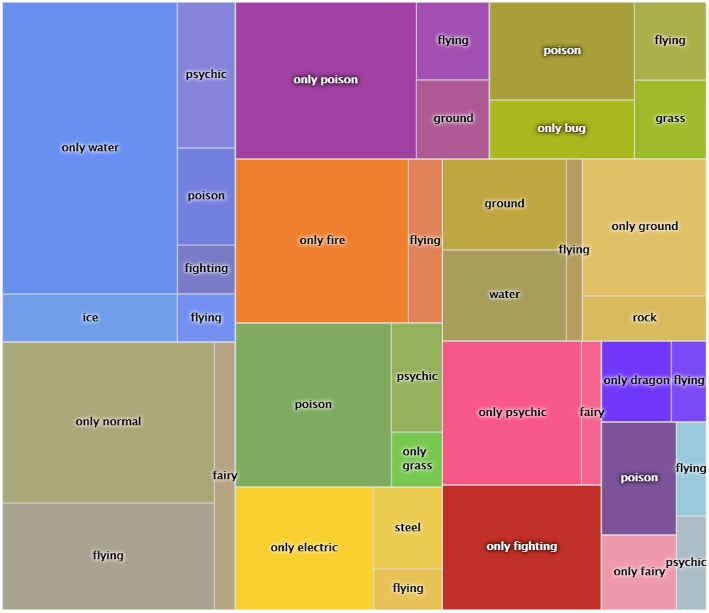 only water
psychic
poison
fighting
ice
flying
only normal
flying
fairy
only poison
flying
ground
poison
only bug
flying
grass
only fire
flying
ground
water
flying
only ground
rock
poison
psychic
only
grass
only electric
steel
flying
only psychic
fairy
only fighting
only dragon
flying
poison
only fairy
flying
psychic